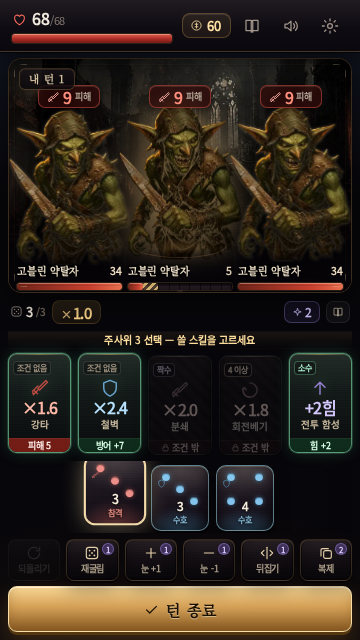 68/68
60
내 턴 1
9 피해
9 피해
9 피해
고블린 약탈자 34
고블린 약탈자 5
고블린 약탈자 34
3/3
×1.0
2
주사위 3 선택 – 쓸 스킬을 고르세요
조건 없음
×1.6
강타
피해 5
조건 없음
×2.4
철벽
방어 +7
짝수
×2.0
분쇄
조건 밖
4 이상
×1.8
회전베기
조건 밖
소수
+2힘
전투 함성
힘 +2
3
참격
3
수호
4
수호
되돌리기
재굴림 1
눈 +1 1
눈 -1 1
뒤집기 1
복제 2
턴 종료